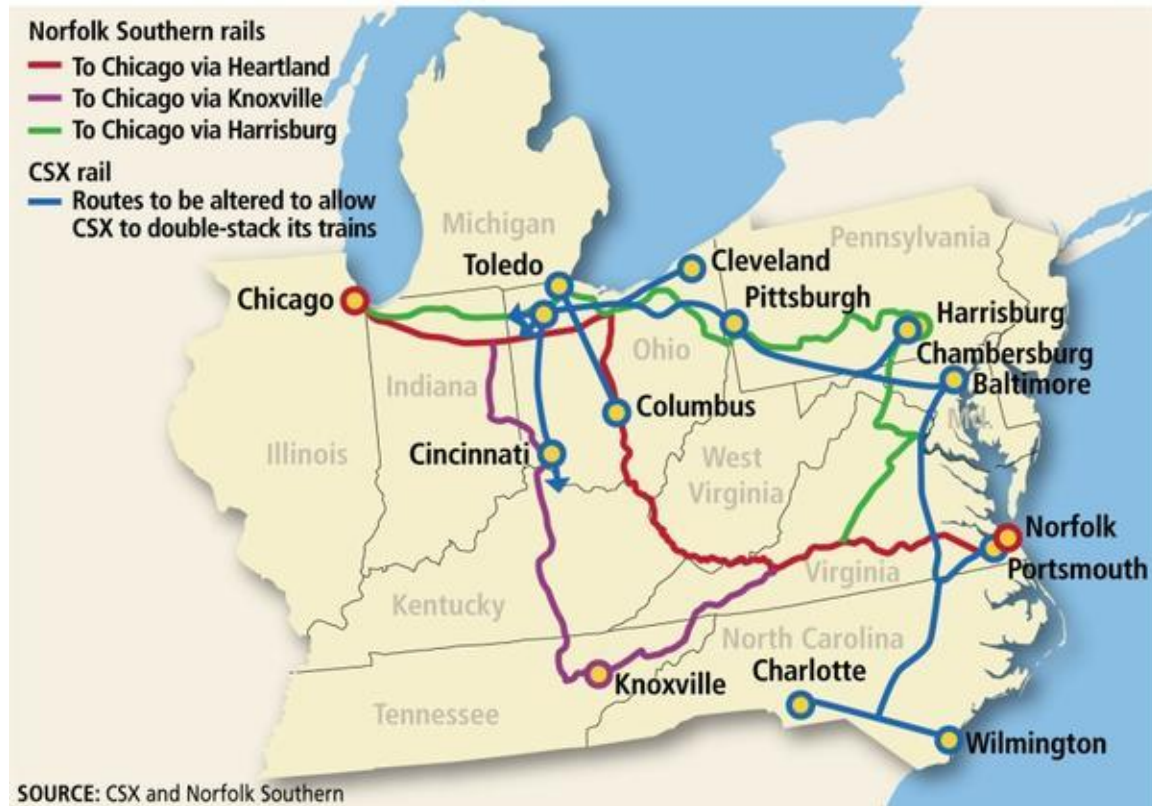 Norfolk Southern rails
To Chicago via Heartland
To Chicago via Knoxville
To Chicago via Harrisburg
CSX rail
Routes to be altered to allow
CSX to double-stack its trains
Michigan
Pennsylvania
Toledo
Cleveland
Chicago
Pittsburgh
Harrisburg
Ohio
Chambersburg
Indiana
Baltimore
Columbus
Md.
Illinois
Cincinnati
West
Virginia
Norfolk
Virginia
Portsmouth
Kentucky
North Carolina
Charlotte
Knoxville
Tennessee
Wilmington
SOURCE: CSX and Norfolk Southern